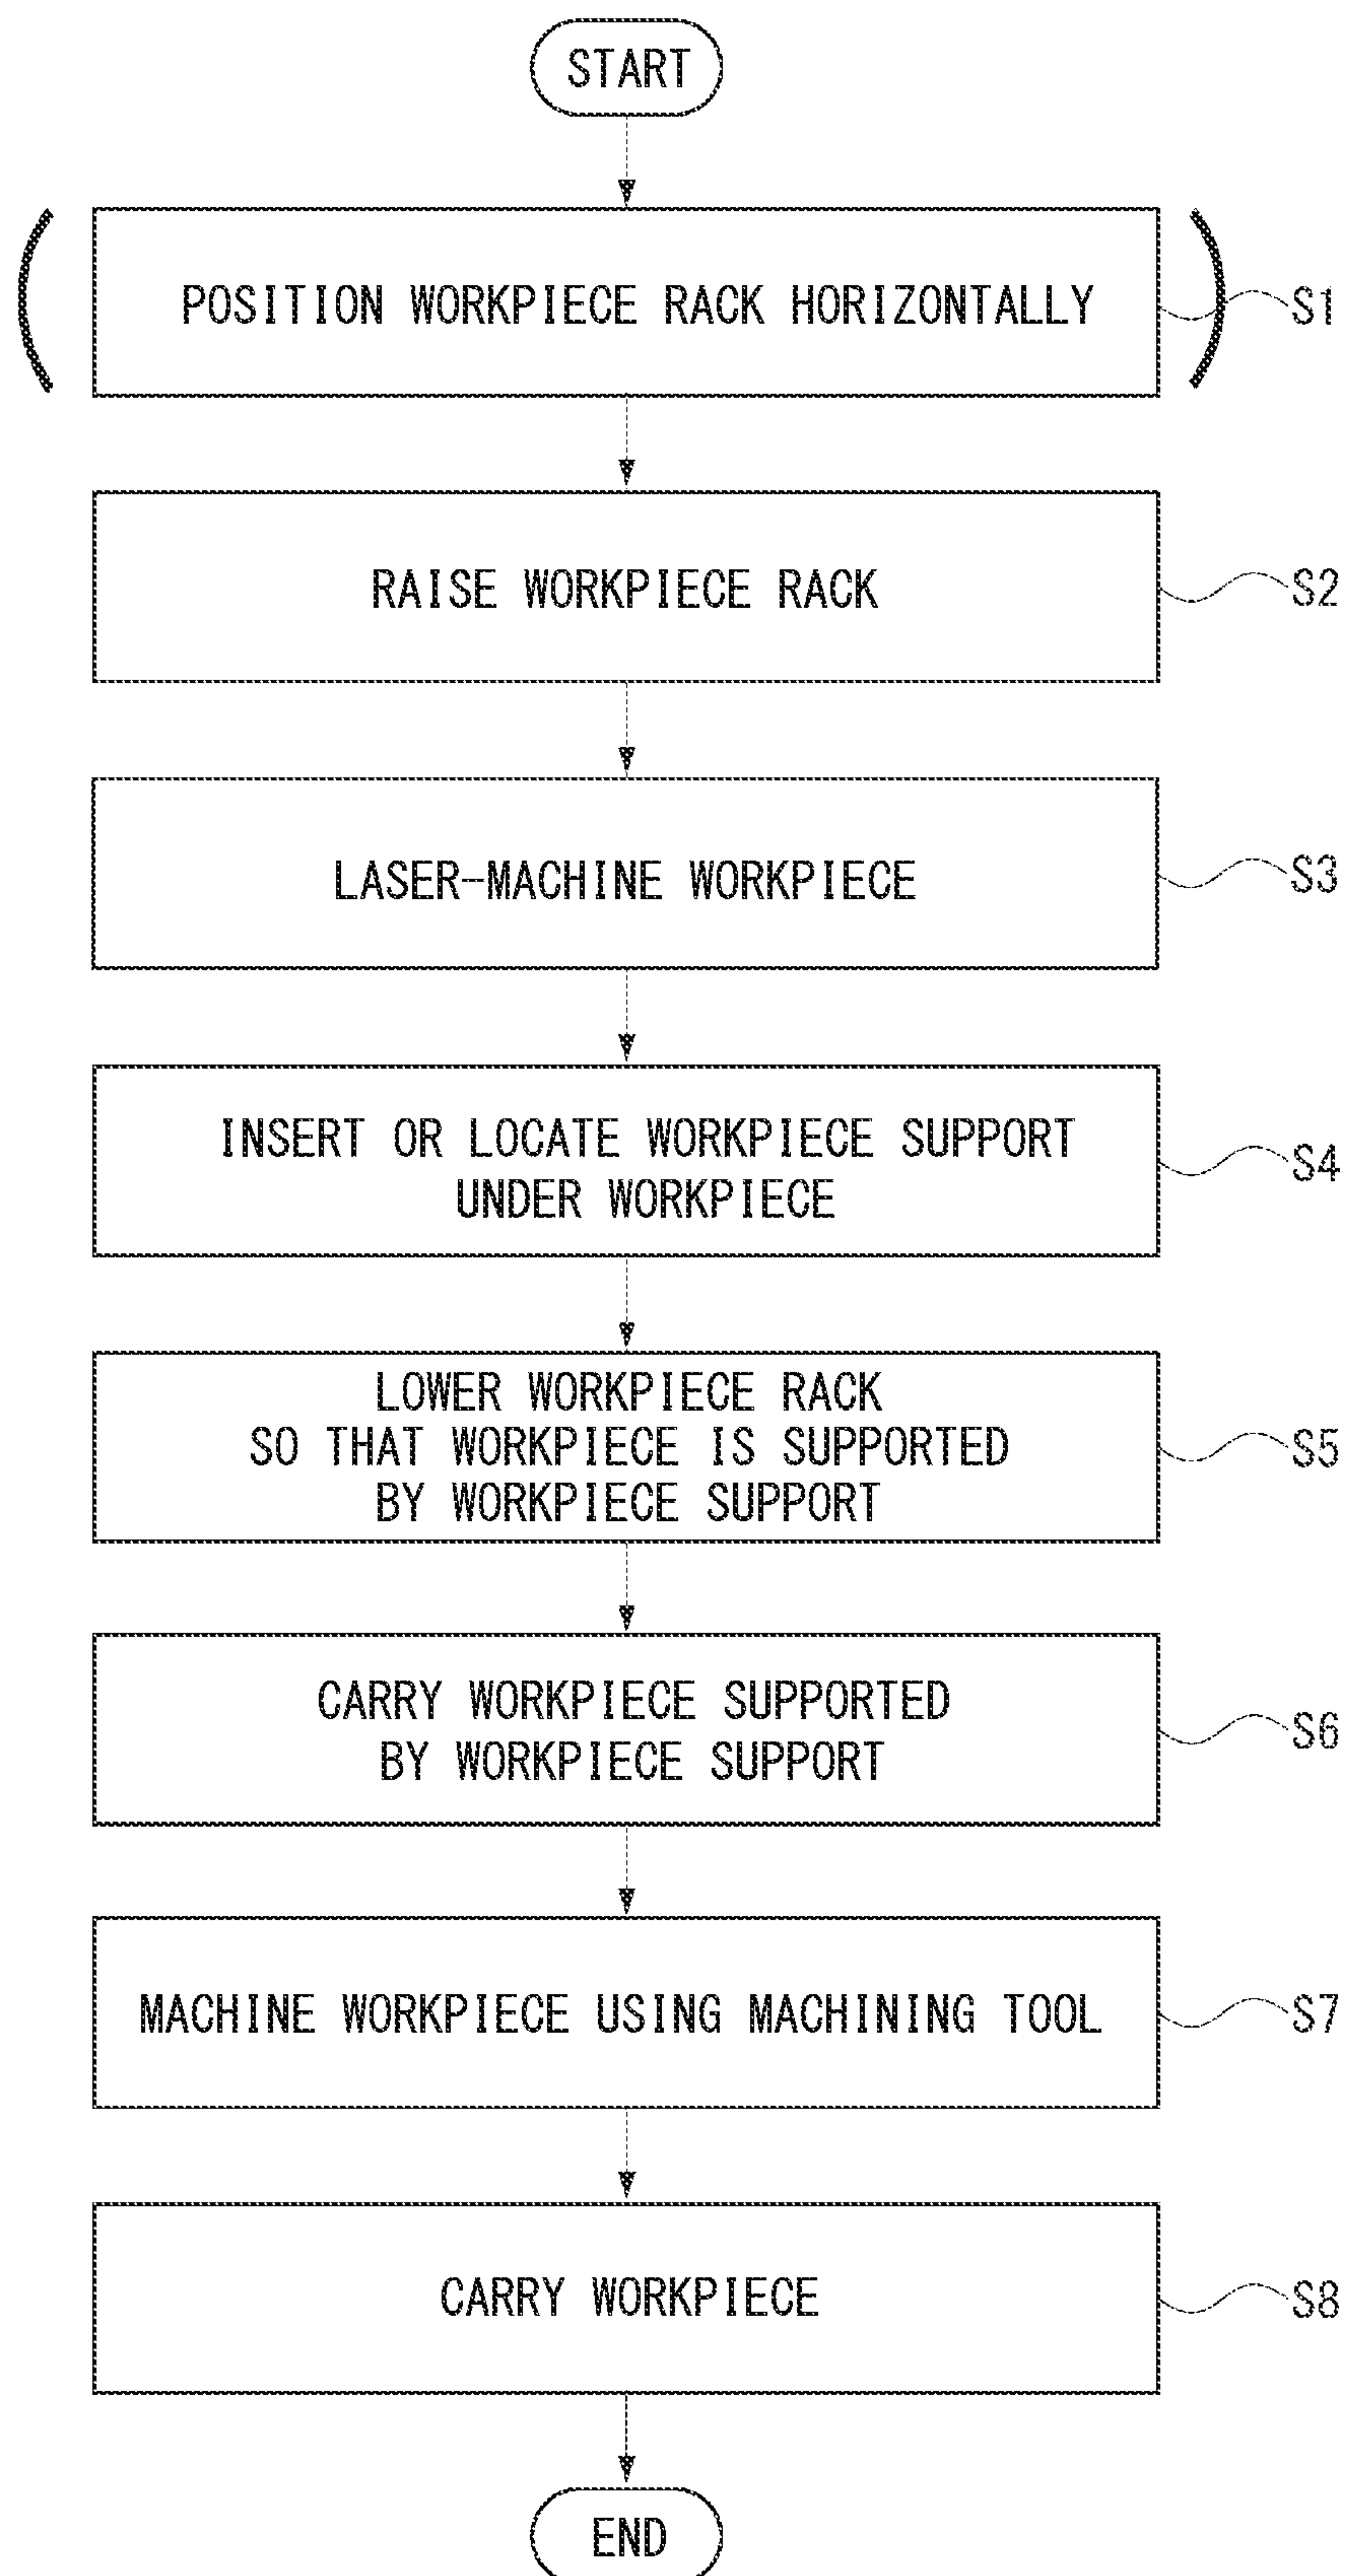 START
POSITION WORKPIECE RACK HORIZONTALLY
S1
RAISE WORKPIECE RACK
S2
LASER-MACHINE WORKPIECE
S3
INSERT OR LOCATE WORKPIECE SUPPORT
UNDER WORKPIECE
S4
LOWER WORKPIECE RACK
SO THAT WORKPIECE IS SUPPORTED
BY WORKPIECE SUPPORT
S5
CARRY WORKPIECE SUPPORTED
BY WORKPIECE SUPPORT
S6
MACHINE WORKPIECE USING MACHINING TOOL
S7
CARRY WORKPIECE
S8
END